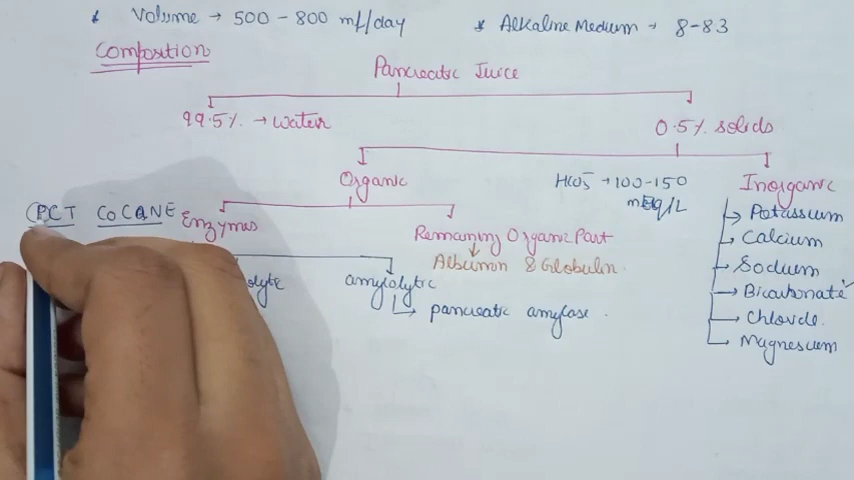 * Volume → 500 - 800 ml/day
* Alkaline Medium → 8-83
Composition
Pancreatic Juice
99.5% → water
0.5% solids
Organic
HCO3 → 100-150
mEq/L
Inorganic
PCT COCANE
Enzymes
Remaining Organic Part
Albumin & Globulin
amylolytic
pancreatic amylase.
Potassium
Calcium
Sodium
Bicarbonate
Chloride.
Magnesium